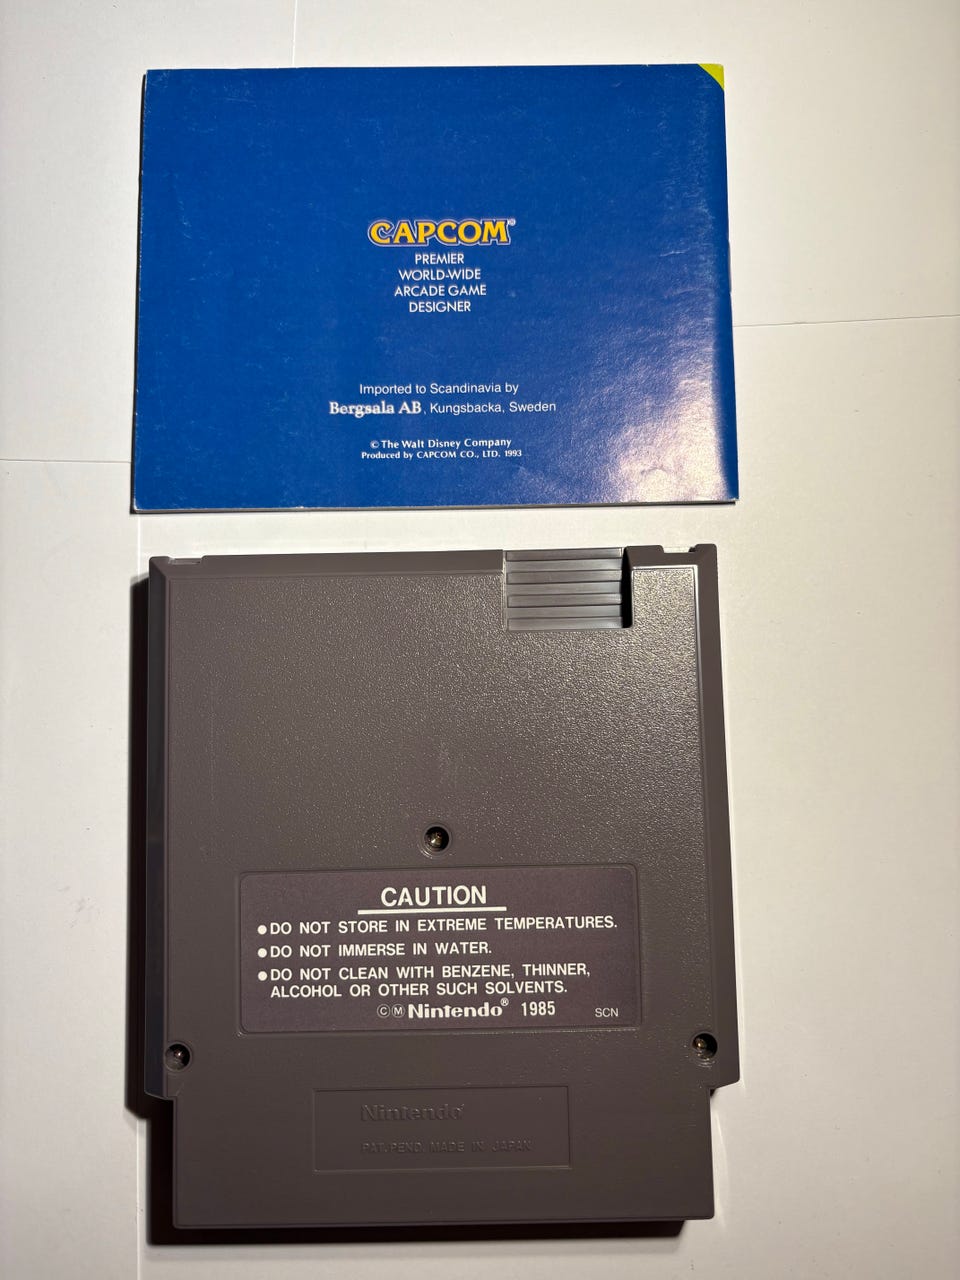 CAPCOM®
PREMIER
WORLD-WIDE
ARCADE GAME
DESIGNER
Imported to Scandinavia by
Bergsala AB, Kungsbacka, Sweden
© The Walt Disney Company
Produced by CAPCOM CO., LTD. 1993
CAUTION
●DO NOT STORE IN EXTREME TEMPERATURES.
●DO NOT IMMERSE IN WATER.
●DO NOT CLEAN WITH BENZENE, THINNER,
ALCOHOL OR OTHER SUCH SOLVENTS.
ⒸⓂNintendo® 1985 SCN
Nintendo®
PAT. PEND. MADE IN JAPAN